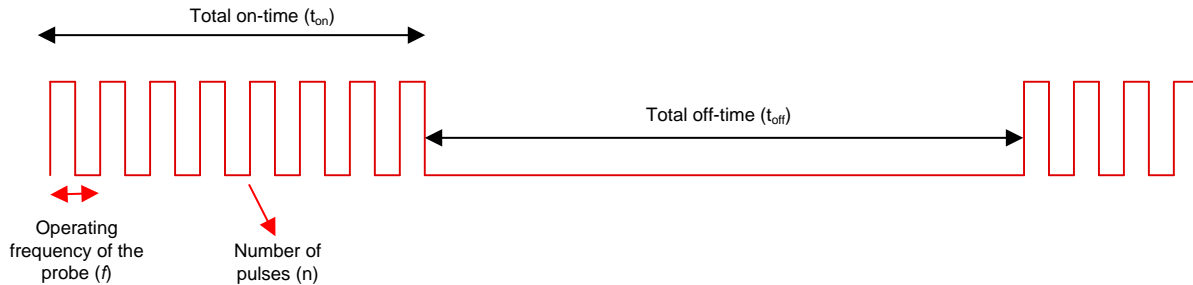 Total on-time (ton)
Total off-time (toff)
Operating
frequency of the
probe (f)
Number of
pulses (n)